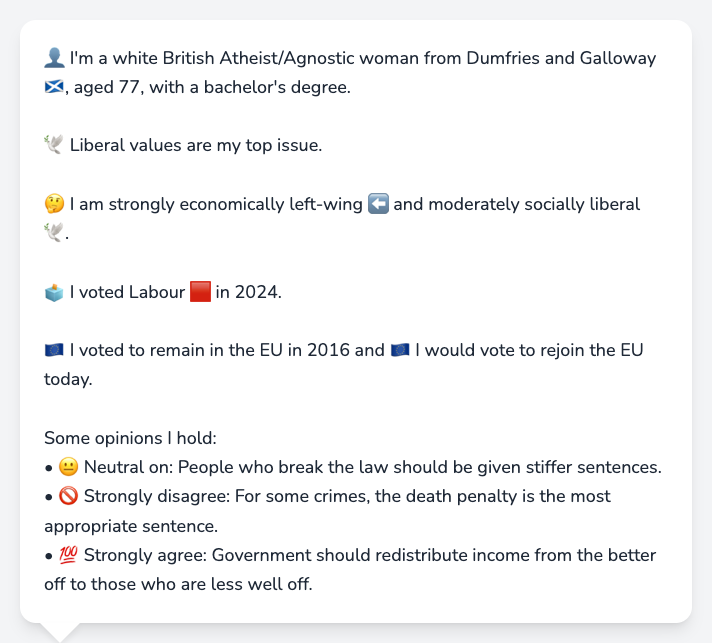 👤 I'm a white British Atheist/Agnostic woman from Dumfries and Galloway
🏴󠁧󠁢󠁳󠁣󠁴󠁿, aged 77, with a bachelor's degree.
🕊️ Liberal values are my top issue.
🤔 I am strongly economically left-wing ⬅️ and moderately socially liberal
🕊️.
🗳️ I voted Labour 🟥 in 2024.
🇪🇺 I voted to remain in the EU in 2016 and 🇪🇺 I would vote to rejoin the EU
today.
Some opinions I hold:
• 😐 Neutral on: People who break the law should be given stiffer sentences.
• 🚫 Strongly disagree: For some crimes, the death penalty is the most
appropriate sentence.
• 💯 Strongly agree: Government should redistribute income from the better
off to those who are less well off.